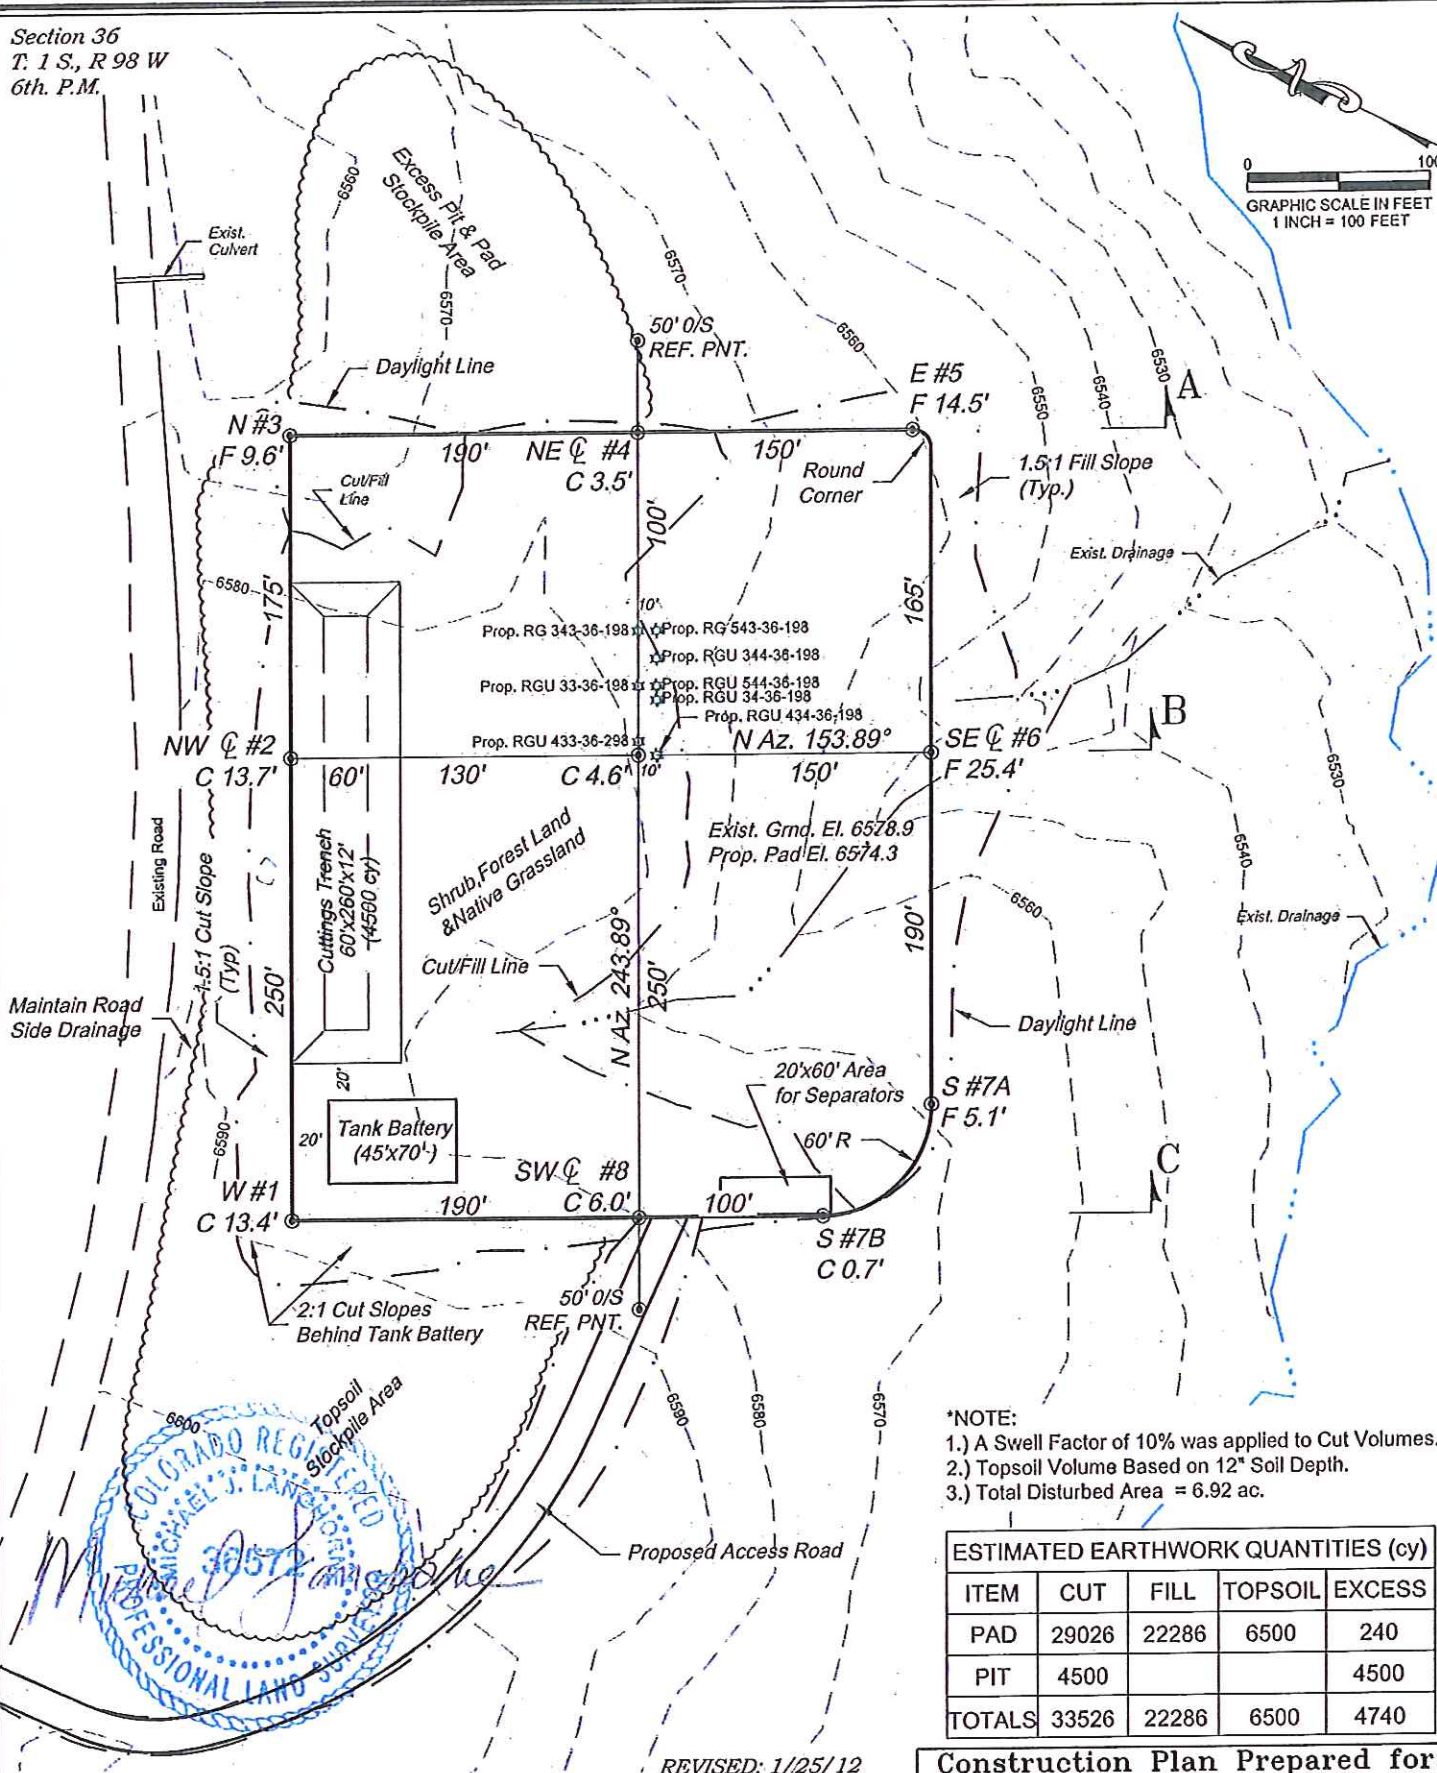 Section 36
T. 1 S., R 98 W
6th. P.M.
0 100
GRAPHIC SCALE IN FEET
1 INCH = 100 FEET
Exist.
Culvert
6560
Excess Pit & Pad
Stockpile Area
6570
6570
6560
6550
6540
6530
A
50' O/S
REF. PNT.
Daylight Line
E #5
F 14.5'
N #3
F 9.6'
190'
NE ℄ #4
C 3.5'
150'
Round
Corner
1.5:1 Fill Slope
(Typ.)
Cut/Fill
Line
100'
Exist. Drainage
6580
175'
165'
10'
Prop. RG 343-36-198
Prop. RG 543-36-198
Prop. RGU 344-36-198
Prop. RGU 33-36-198
Prop. RGU 544-36-198
Prop. RGU 34-36-198
Prop. RGU 434-36-198
Prop. RGU 433-36-298
B
NW ℄ #2
C 13.7'
60'
130'
C 4.6'
10'
N Az. 153.89°
150'
SE ℄ #6
F 25.4'
6530
6540
Exist. Grnd. El. 6578.9
Prop. Pad El. 6574.3
Existing Road
1.5:1 Cut Slope
(Typ)
Cuttings Trench
60'x260'x12'
(4500 cy)
Shrub, Forest Land
&Native Grassland
6560
Exist. Drainage
250'
Cut/Fill Line
N Az. 243.89°
250'
190'
Maintain Road
Side Drainage
Daylight Line
20'
20'x60' Area
for Separators
S #7A
F 5.1'
6590
20'
Tank Battery
(45'x70')
60' R
C
W #1
C 13.4'
190'
SW ℄ #8
C 6.0'
100'
S #7B
C 0.7'
2:1 Cut Slopes
Behind Tank Battery
50' O/S
REF. PNT.
6590
6580
6570
6600
Topsoil
Stockpile Area
COLORADO REGISTERED
MICHAEL J. LANGHORNE
36572
PROFESSIONAL LAND SURVEYOR
Michael J. Langhorne
Proposed Access Road
*NOTE:
1.) A Swell Factor of 10% was applied to Cut Volumes.
2.) Topsoil Volume Based on 12" Soil Depth.
3.) Total Disturbed Area = 6.92 ac.
ESTIMATED EARTHWORK QUANTITIES (cy)
ITEM CUT FILL TOPSOIL EXCESS
PAD 29026 22286 6500 240
PIT 4500 4500
TOTALS 33526 22286 6500 4740
REVISED: 1/25/12
Construction Plan Prepared for